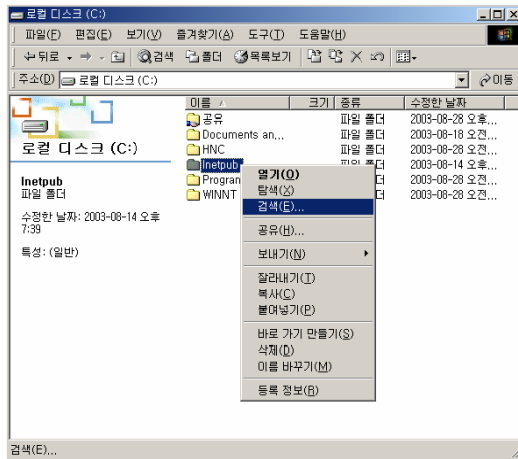 로컬 디스크 (C:)
파일(F) 편집(E) 보기(V) 즐겨찾기(A) 도구(T) 도움말(H)
뒤로 검색 폴더 목록보기
주소(D) 로컬 디스크 (C:) 이동
이름 크기 종류 수정한 날짜
공유 파일 폴더 2003-08-28 오후...
Documents an... 파일 폴더 2003-08-18 오전...
HNC 파일 폴더 2003-08-28 오전...
Inetpub 파일 폴더 2003-08-14 오후...
Program 2003-08-28 오전...
WINNT 2003-08-28 오전...
로컬 디스크 (C:)
Inetpub
파일 폴더
수정한 날짜: 2003-08-14 오후
7:39
특성: (일반)
열기(O)
탐색(X)
검색(E)...
공유(H)...
보내기(N)
잘라내기(T)
복사(C)
붙여넣기(P)
바로 가기 만들기(S)
삭제(D)
이름 바꾸기(M)
등록 정보(R)
검색(E)...